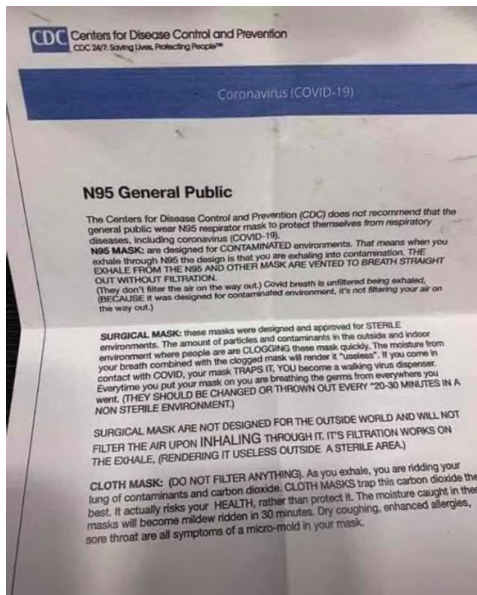 CDC Centers for Disease Control and Prevention
CDC 24/7: Saving Lives, Protecting People™
Coronavirus (COVID-19)
N95 General Public
The Centers for Disease Control and Prevention (CDC) does not recommend that the
general public wear N95 respirator mask to protect themselves from respiratory
diseases, including coronavirus (COVID-19).
N95 MASK: are designed for CONTAMINATED environments. That means when you
exhale through N95 the design is that you are exhaling into contamination. THE
EXHALE FROM THE N95 AND OTHER MASK ARE VENTED TO BREATH STRAIGHT
OUT WITHOUT FILTRATION.
(They don't filter the air on the way out.) Covid breath is unfiltered being exhaled,
(BECAUSE it was designed for contaminated environment, it's not filtering your air on
the way out.)
SURGICAL MASK: these masks were designed and approved for STERILE
environments. The amount of particles and contaminants in the outside and indoor
environment where people are are CLOGGING these mask quickly. The moisture from
your breath combined with the clogged mask will render it "useless". If you come in
contact with COVID, your mask TRAPS IT, YOU become a walking virus dispenser.
Everytime you put your mask on you are breathing the germs from everywhere you
went. (THEY SHOULD BE CHANGED OR THROWN OUT EVERY "20-30 MINUTES IN A
NON STERILE ENVIRONMENT.)
SURGICAL MASK ARE NOT DESIGNED FOR THE OUTSIDE WORLD AND WILL NOT
FILTER THE AIR UPON INHALING THROUGH IT. IT'S FILTRATION WORKS ON
THE EXHALE, (RENDERING IT USELESS OUTSIDE A STERILE AREA.)
CLOTH MASK: (DO NOT FILTER ANYTHING). As you exhale, you are ridding your
lung of contaminants and carbon dioxide. CLOTH MASKS trap this carbon dioxide the
best. It actually risks your HEALTH, rather than protect it. The moisture caught in these
masks will become mildew ridden in 30 minutes. Dry coughing, enhanced allergies,
sore throat are all symptoms of a micro-mold in your mask.